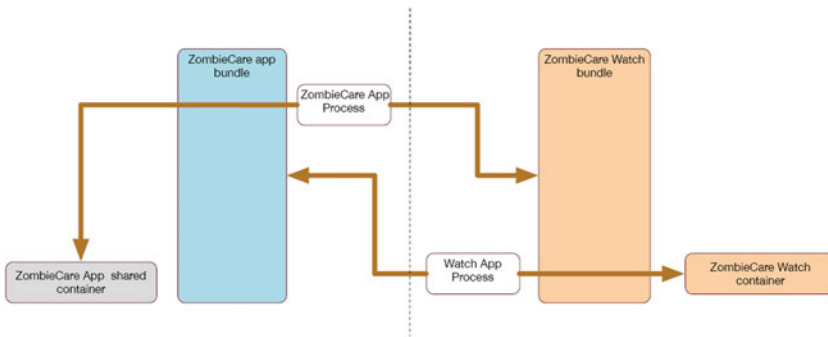 ZombieCare app
bundle
ZombieCare Watch
bundle
ZombieCare App
Process
ZombieCare App shared
container
Watch App
Process
ZombieCare Watch
container